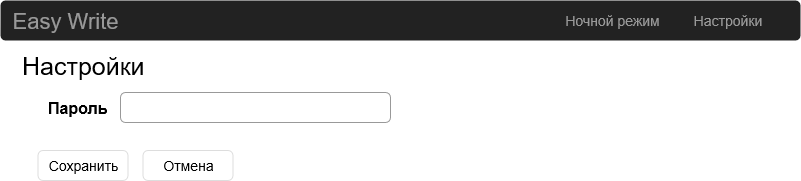 Easy Write Ночной режим Настройки
Настройки
Пароль
Сохранить Отмена